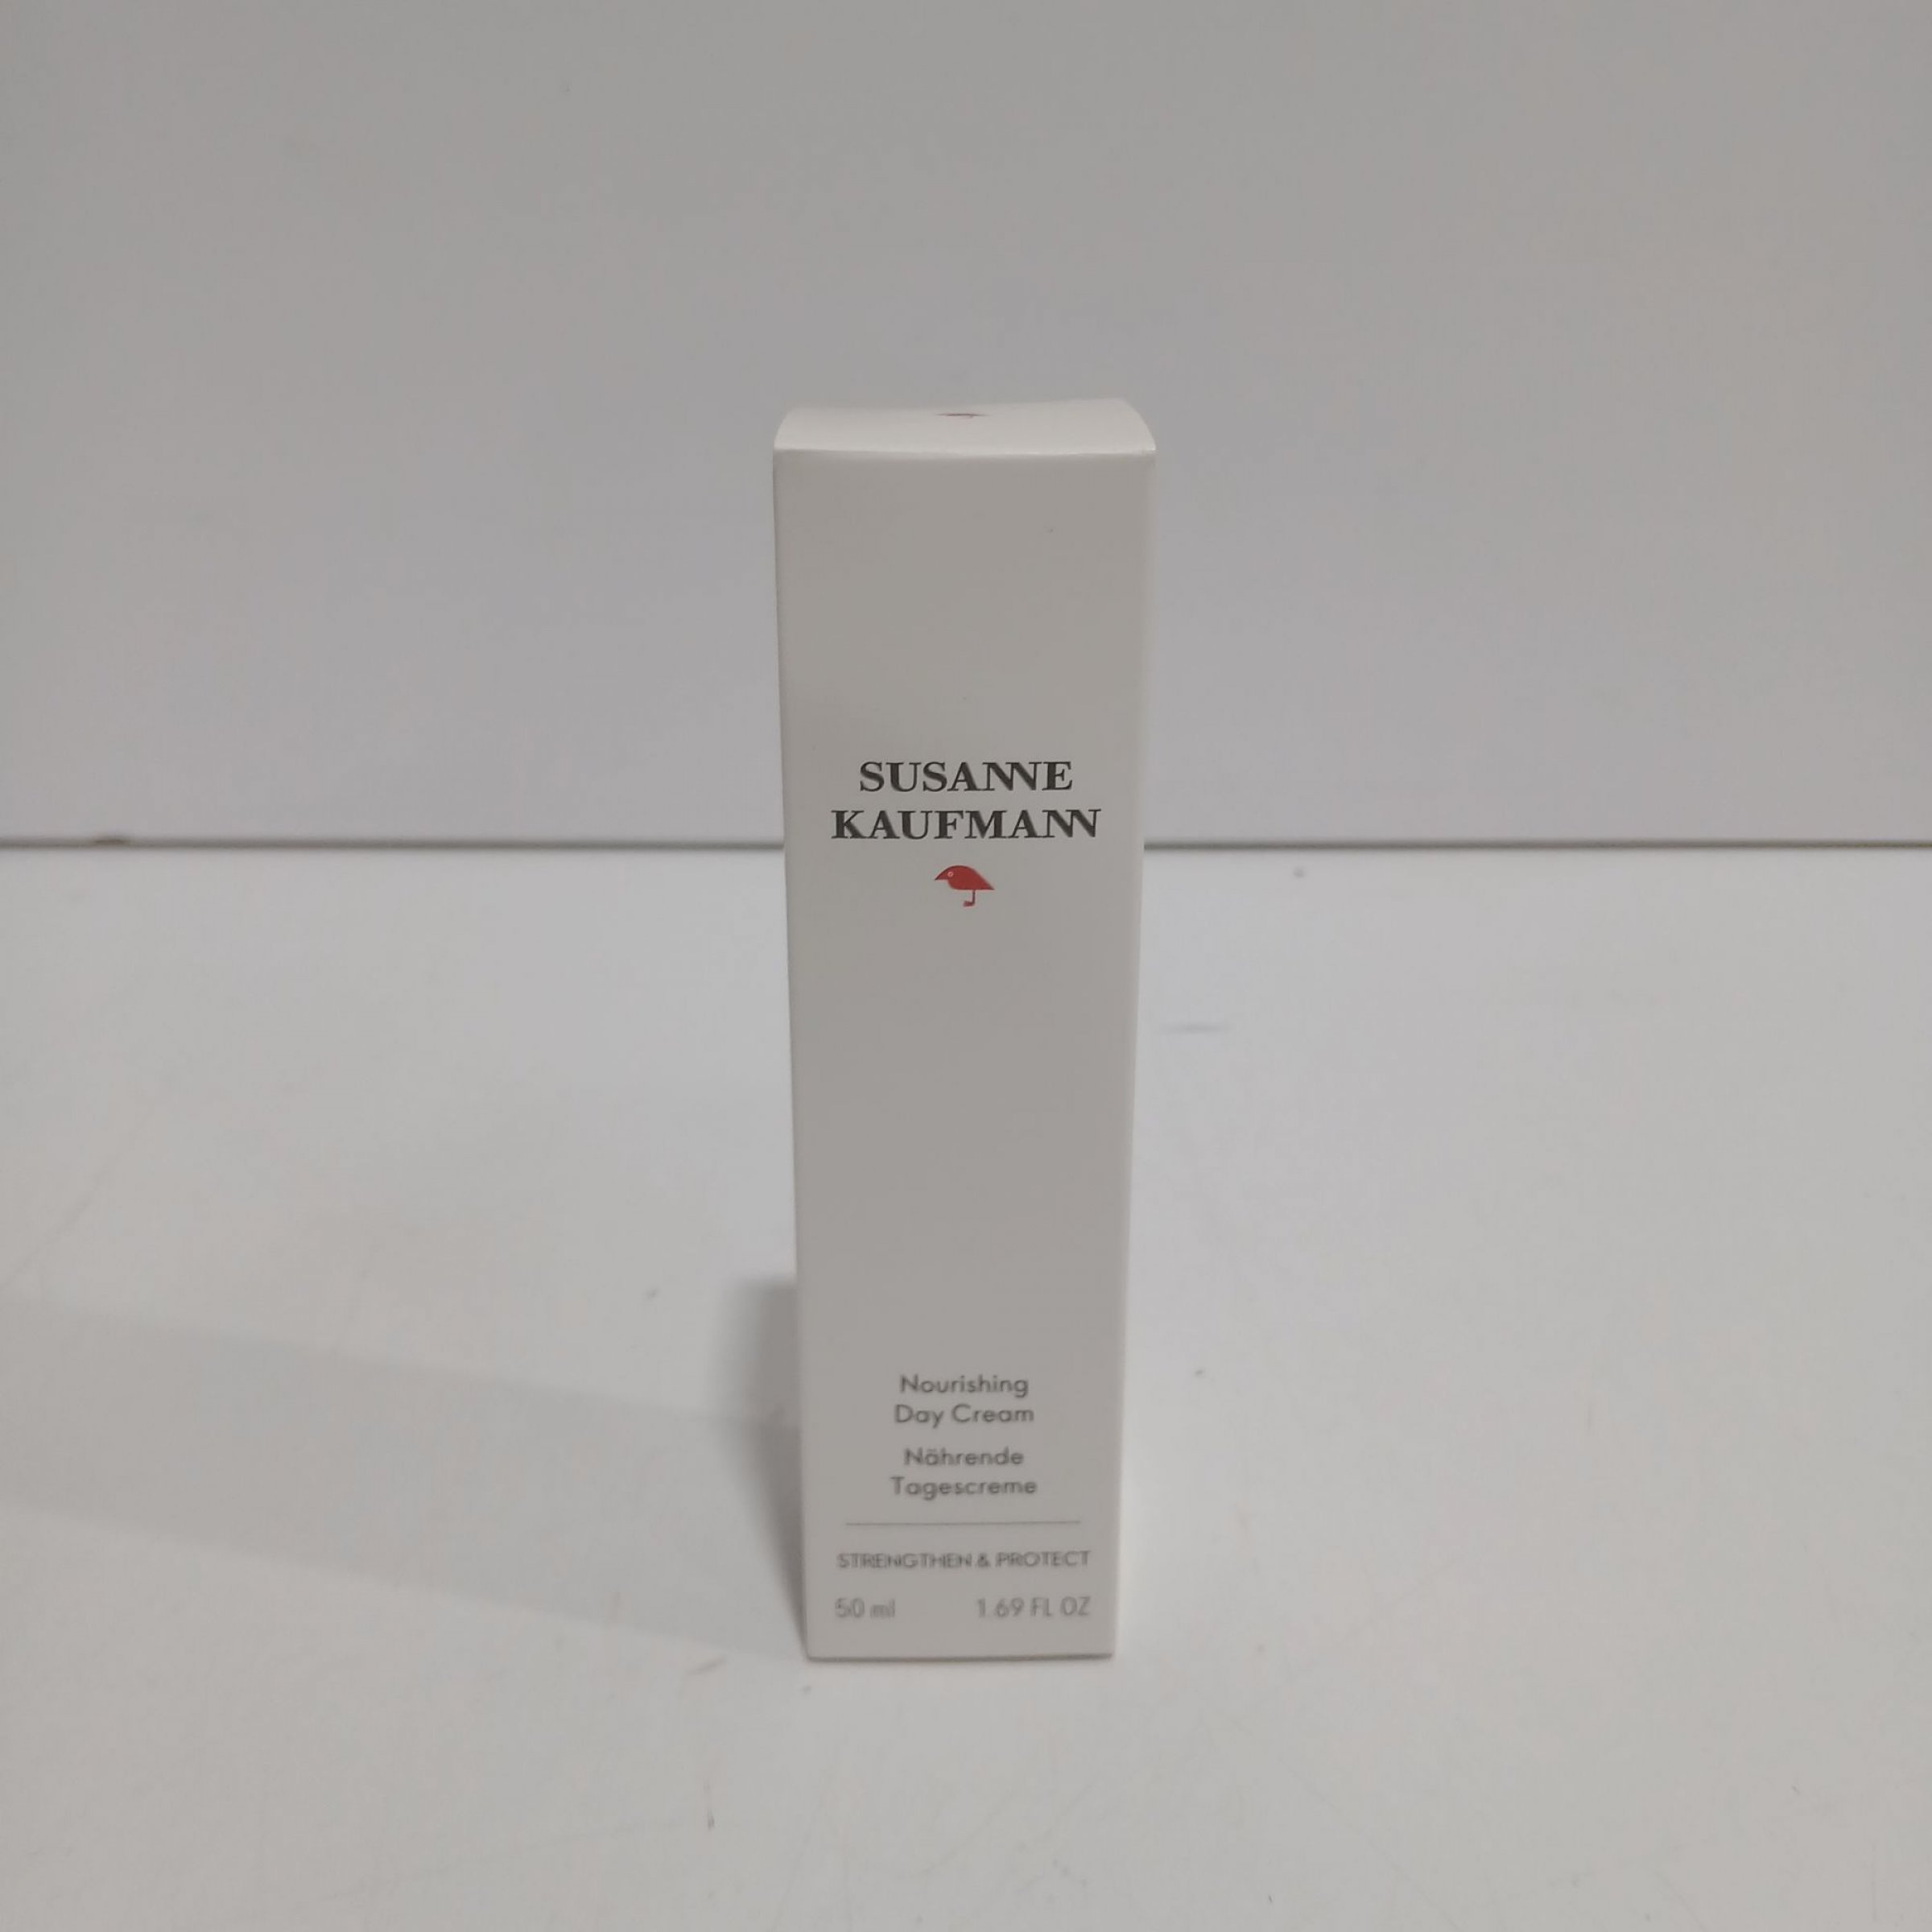 SUSANNE
KAUFMANN
Nourishing
Day Cream
Nährende
Tagescreme
STRENGTHEN & PROTECT
50 ml 1.69 FL OZ